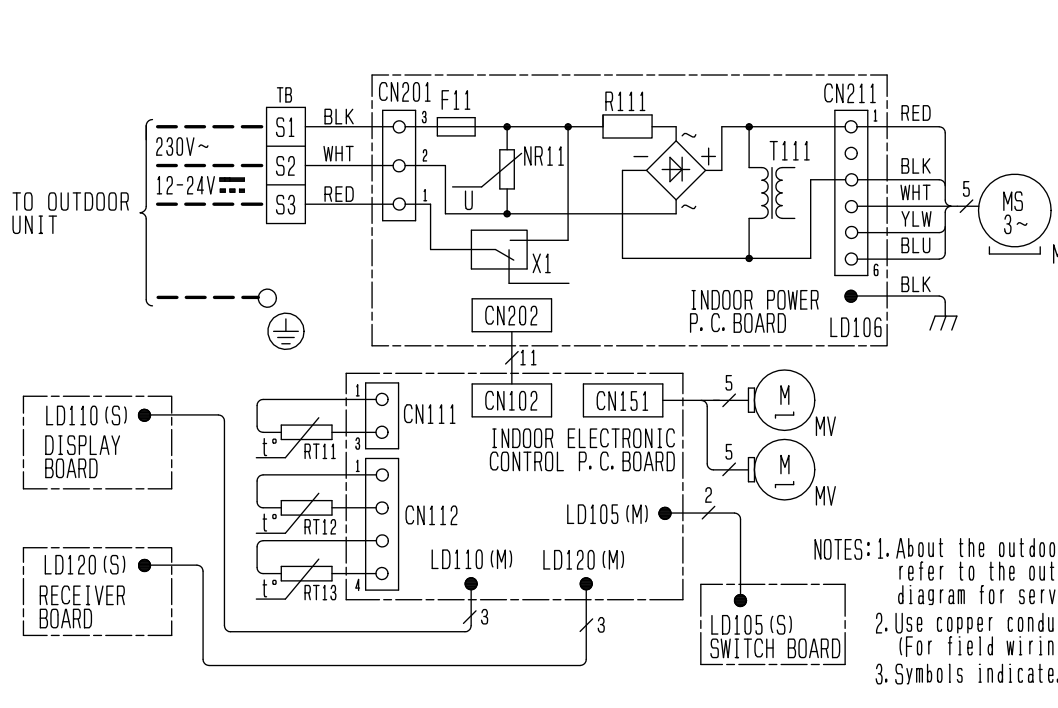 TB
CN201
F11
R111
CN211
S1
BLK
3
1
RED
230V~
S2
WHT
2
NR11
T111
12-24V
S3
RED
1
U
BLK
WHT
5
YLW
BLU
6
MS
3~
M
TO OUTDOOR
UNIT
X1
CN202
INDOOR POWER
P.C.BOARD
BLK
LD106
11
CN102
CN151
5
M
MV
5
M
MV
INDOOR ELECTRONIC
CONTROL P.C.BOARD
1
CN111
3
t°
RT11
1
CN112
t°
RT12
t°
RT13
4
LD110(S)
DISPLAY
BOARD
LD120(S)
RECEIVER
BOARD
LD105(M)
2
LD110(M)
LD120(M)
3
3
LD105(S)
SWITCH BOARD
NOTES:1.About the outdoo
refer to the out
diagram for serv
2.Use copper condu
(For field wirin
3.Symbols indicate